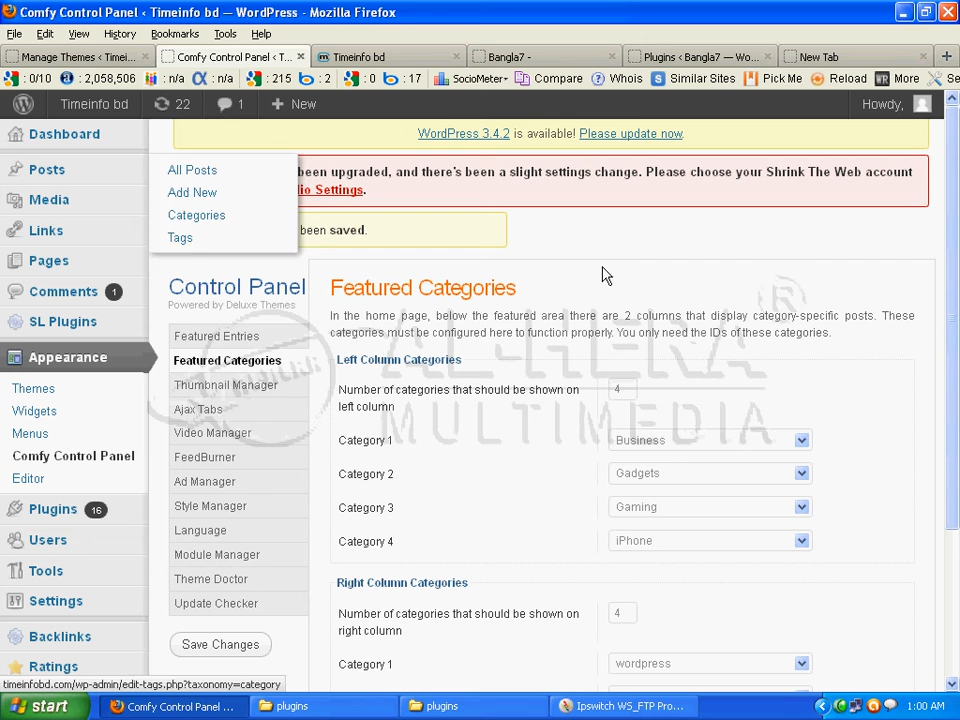 Comfy Control Panel ‹ Timeinfo bd — WordPress - Mozilla Firefox
File Edit View History Bookmarks Tools Help
Manage Themes ‹ Timei... Comfy Control Panel ‹ T... Timeinfo bd Bangla7 - Plugins ‹ Bangla7 — Wo... New Tab
: 0/10 : 2,058,506 : n/a : n/a : 215 : 2 : 0 : 17 SocioMeter Compare Whois Similar Sites Pick Me Reload More Se
Timeinfo bd 22 1 New Howdy,
WordPress 3.4.2 is available! Please update now.
been upgraded, and there's been a slight settings change. Please choose your Shrink The Web account
Settings.
been saved.
Dashboard
Posts
All Posts
Add New
Categories
Tags
Media
Links
Pages
Comments 1
SL Plugins
Appearance
Themes
Widgets
Menus
Comfy Control Panel
Editor
Plugins 16
Users
Tools
Settings
Backlinks
Ratings
Control Panel
Powered by Deluxe Themes
Featured Entries
Featured Categories
Thumbnail Manager
Ajax Tabs
Video Manager
FeedBurner
Ad Manager
Style Manager
Language
Module Manager
Theme Doctor
Update Checker
Save Changes
Featured Categories
In the home page, below the featured area there are 2 columns that display category-specific posts. These
categories must be configured here to function properly. You only need the IDs of these categories.
Left Column Categories
Number of categories that should be shown on
left column
4
Category 1 Business
Category 2 Gadgets
Category 3 Gaming
Category 4 iPhone
Right Column Categories
Number of categories that should be shown on
right column
4
Category 1 wordpress
MULTIMEDIA
timeinfobd.com/wp-admin/edit-tags.php?taxonomy=category
start Comfy Control Panel ... plugins plugins Ipswitch WS_FTP Pro... 1:00 AM